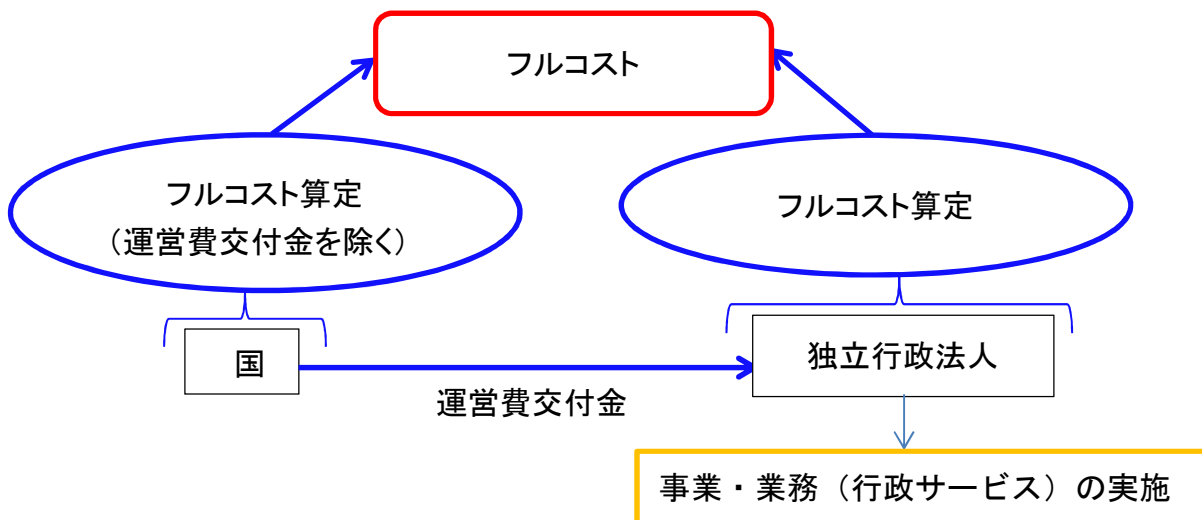 フルコスト
フルコスト算定
（運営費交付金を除く）
フルコスト算定
国
独立行政法人
運営費交付金
事業・業務（行政サービス）の実施